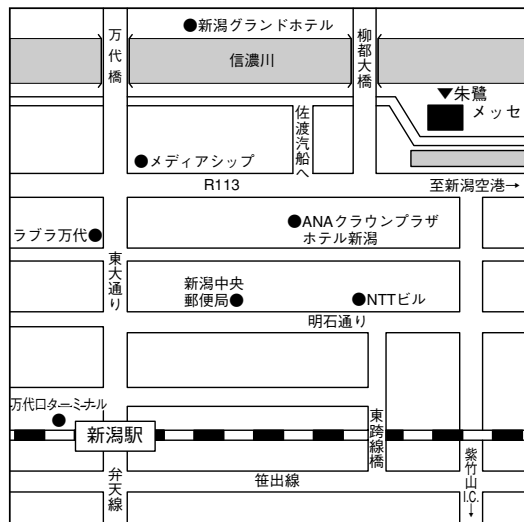 新潟グランドホテル
万代橋
信濃川
柳都大橋
朱鷺
メッセ
佐渡汽船へ
メディアシップ
R113
至新潟空港→
ANAクラウンプラザ
ホテル新潟
ラブラ万代
東大通り
新潟中央
郵便局
NTTビル
明石通り
万代口ターミナル
新潟駅
東跨線橋
弁天線
笹出線
紫竹山I.C.→